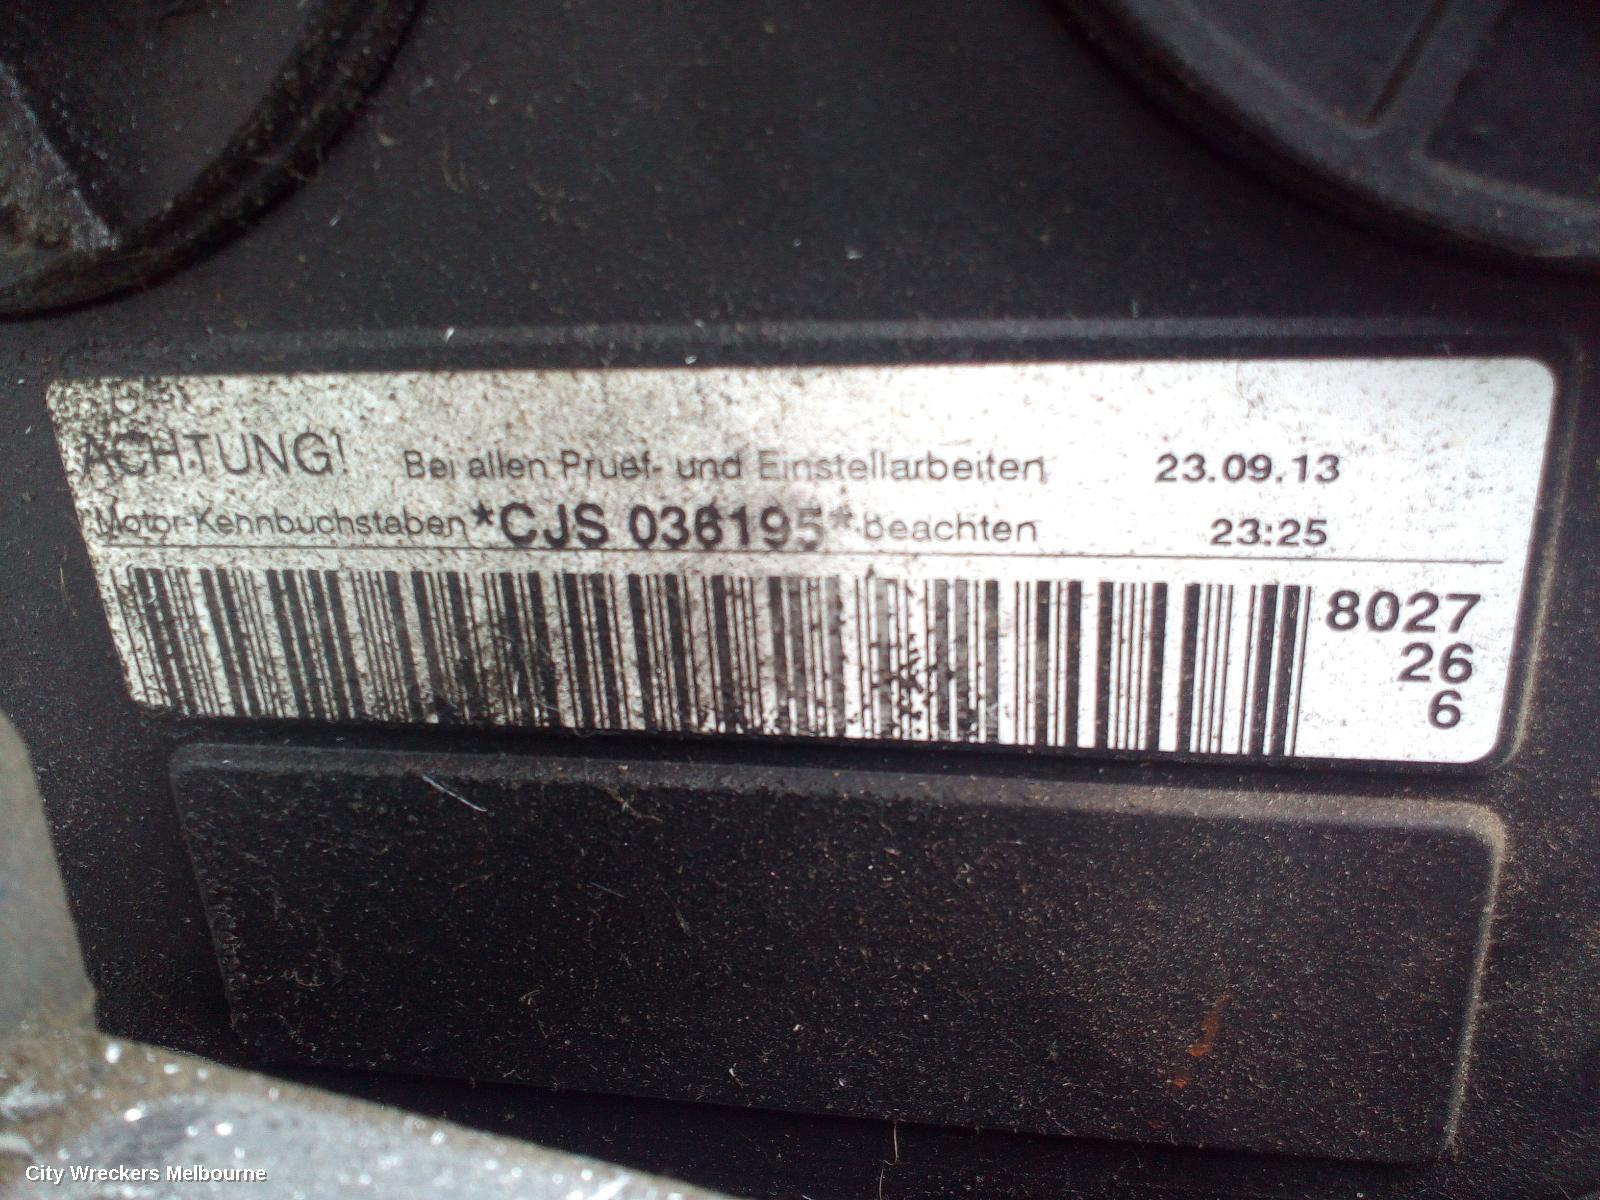 ACHTUNG! Bei allen Pruef- und Einstellarbeiten 23.09.13
Motor-Kennbuchstaben *CJS 036195* beachten 23:25
8027
26
6
City Wreckers Melbourne